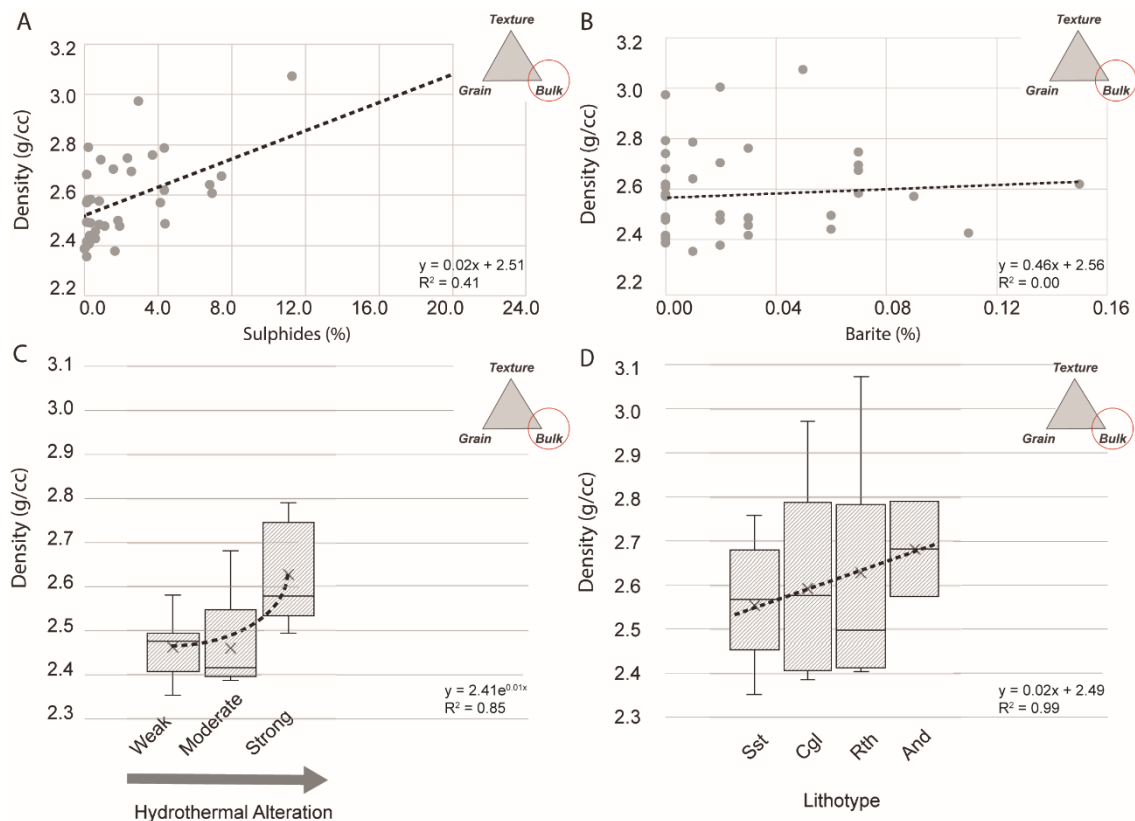 A
Texture
Grain
Bulk
Density (g/cc)
3.2
3.0
2.8
2.6
2.4
2.2
0.0 4.0 8.0 12.0 16.0 20.0 24.0
Sulphides (%)
y = 0.02x + 2.51
R² = 0.41
B
Texture
Grain
Bulk
Density (g/cc)
3.2
3.0
2.8
2.6
2.4
2.2
0.00 0.04 0.08 0.12 0.16
Barite (%)
y = 0.46x + 2.56
R² = 0.00
C
Texture
Grain
Bulk
Density (g/cc)
3.1
3.0
2.9
2.8
2.7
2.6
2.5
2.4
2.3
Weak
Moderate
Strong
Hydrothermal Alteration
y = 2.41e^0.01x
R² = 0.85
D
Texture
Grain
Bulk
Density (g/cc)
3.1
3.0
2.9
2.8
2.7
2.6
2.5
2.4
2.3
Sst
Cgl
Rth
And
Lithotype
y = 0.02x + 2.49
R² = 0.99